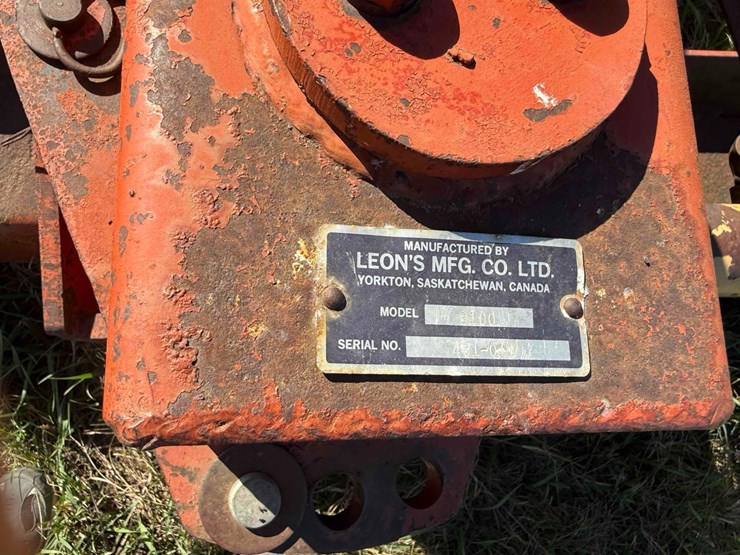 MANUFACTURED BY
LEON'S MFG. CO. LTD.
YORKTON, SASKATCHEWAN, CANADA
MODEL
SERIAL NO.